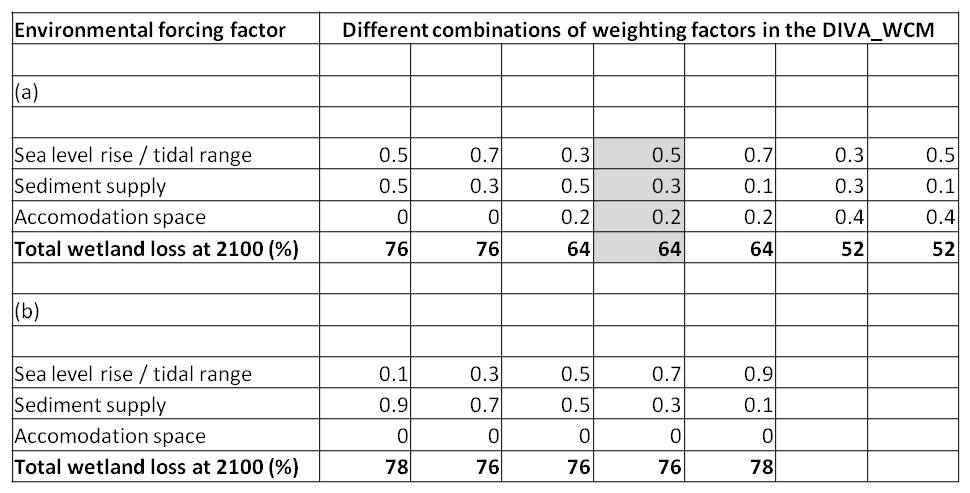 Environmental forcing factor Different combinations of weighting factors in the DIVA_WCM
(a)
Sea level rise / tidal range 0.5 0.7 0.3 0.5 0.7 0.3 0.5
Sediment supply 0.5 0.3 0.5 0.3 0.1 0.3 0.1
Accomodation space 0 0 0.2 0.2 0.2 0.4 0.4
Total wetland loss at 2100 (%) 76 76 64 64 64 52 52
(b)
Sea level rise / tidal range 0.1 0.3 0.5 0.7 0.9
Sediment supply 0.9 0.7 0.5 0.3 0.1
Accomodation space 0 0 0 0 0
Total wetland loss at 2100 (%) 78 76 76 76 78